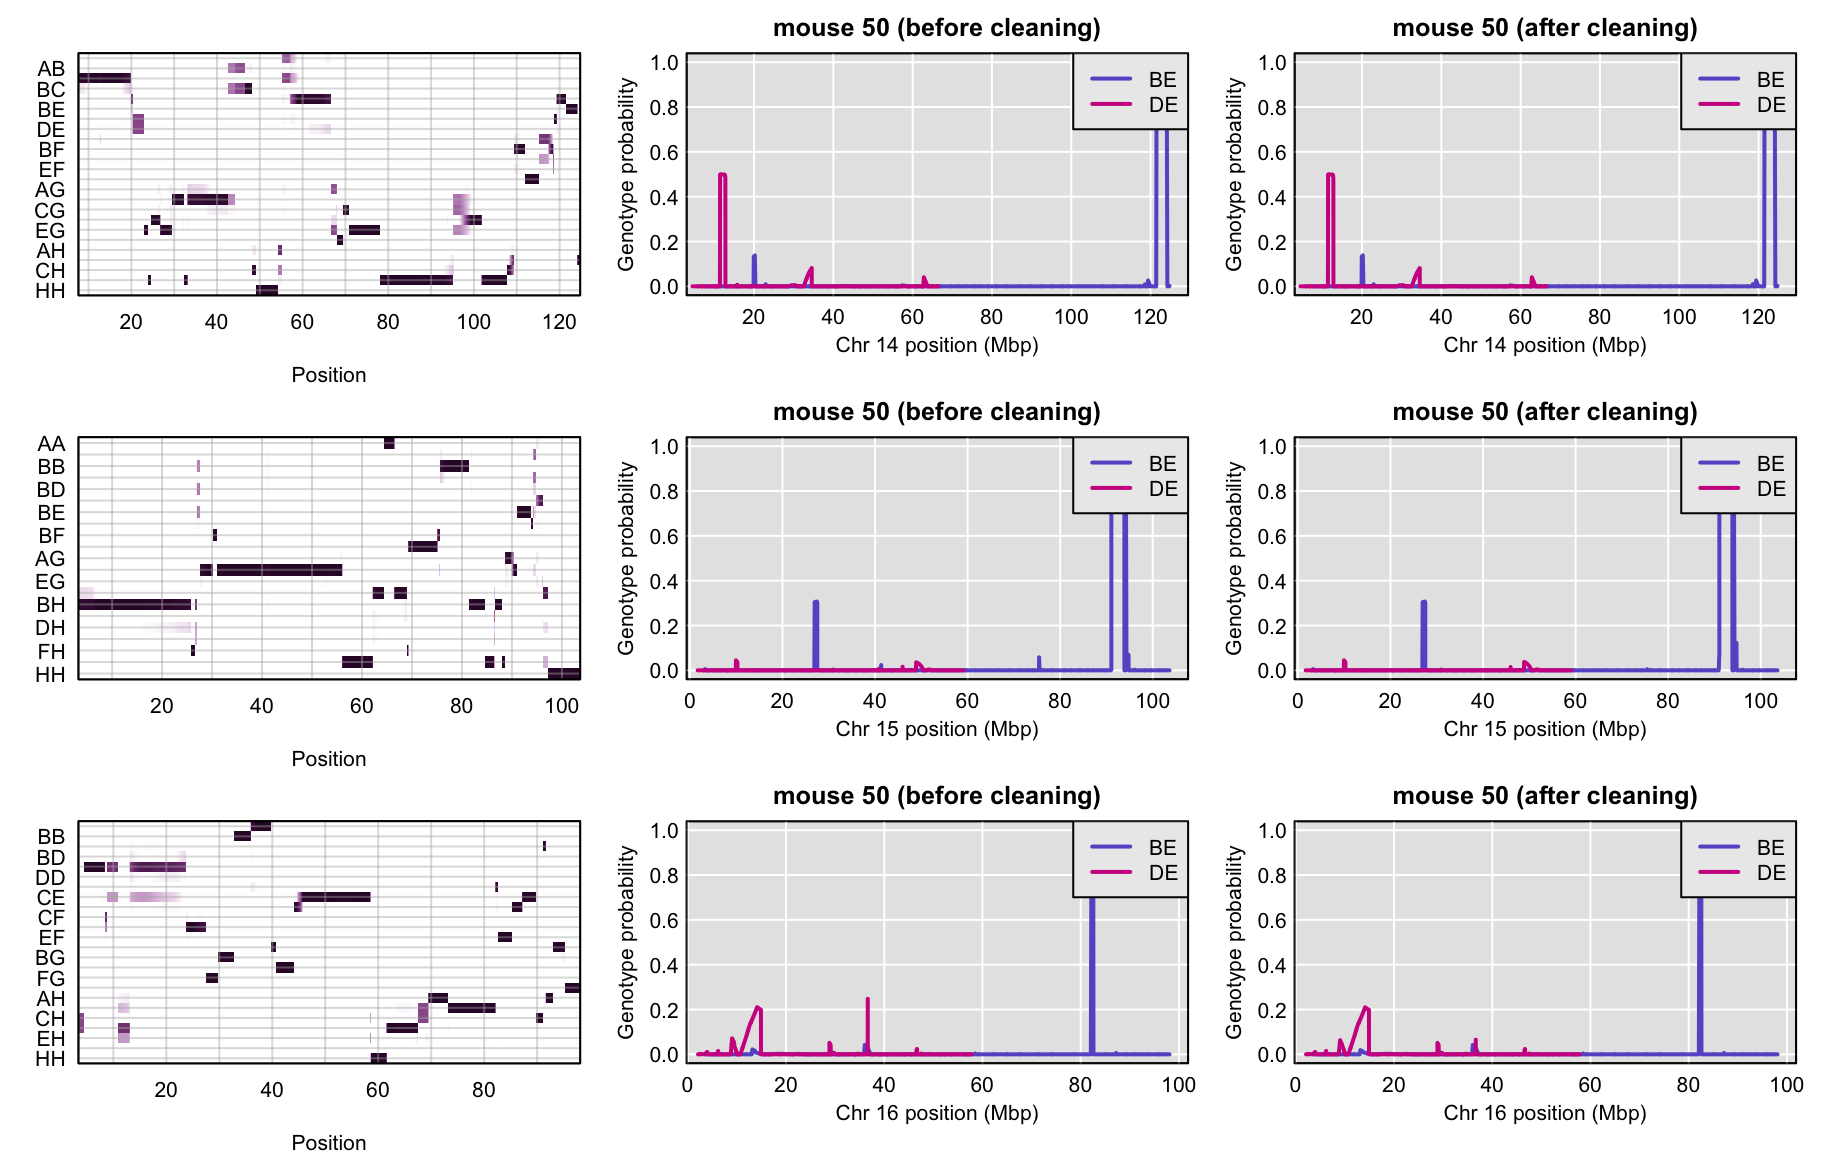 mouse 50 (before cleaning)
mouse 50 (after cleaning)
AB
BC
BE
DE
BF
EF
AG
CG
EG
AH
CH
HH
20 40 60 80 100 120
Position
Genotype probability
1.0
0.8
0.6
0.4
0.2
0.0
BE
DE
20 40 60 80 100 120
Chr 14 position (Mbp)
Genotype probability
1.0
0.8
0.6
0.4
0.2
0.0
BE
DE
20 40 60 80 100 120
Chr 14 position (Mbp)
mouse 50 (before cleaning)
mouse 50 (after cleaning)
AA
BB
BD
BE
BF
AG
EG
BH
DH
FH
HH
20 40 60 80 100
Position
Genotype probability
1.0
0.8
0.6
0.4
0.2
0.0
BE
DE
0 20 40 60 80 100
Chr 15 position (Mbp)
Genotype probability
1.0
0.8
0.6
0.4
0.2
0.0
BE
DE
0 20 40 60 80 100
Chr 15 position (Mbp)
mouse 50 (before cleaning)
mouse 50 (after cleaning)
BB
BD
DD
CE
CF
EF
BG
FG
AH
CH
EH
HH
20 40 60 80
Position
Genotype probability
1.0
0.8
0.6
0.4
0.2
0.0
BE
DE
0 20 40 60 80 100
Chr 16 position (Mbp)
Genotype probability
1.0
0.8
0.6
0.4
0.2
0.0
BE
DE
0 20 40 60 80 100
Chr 16 position (Mbp)